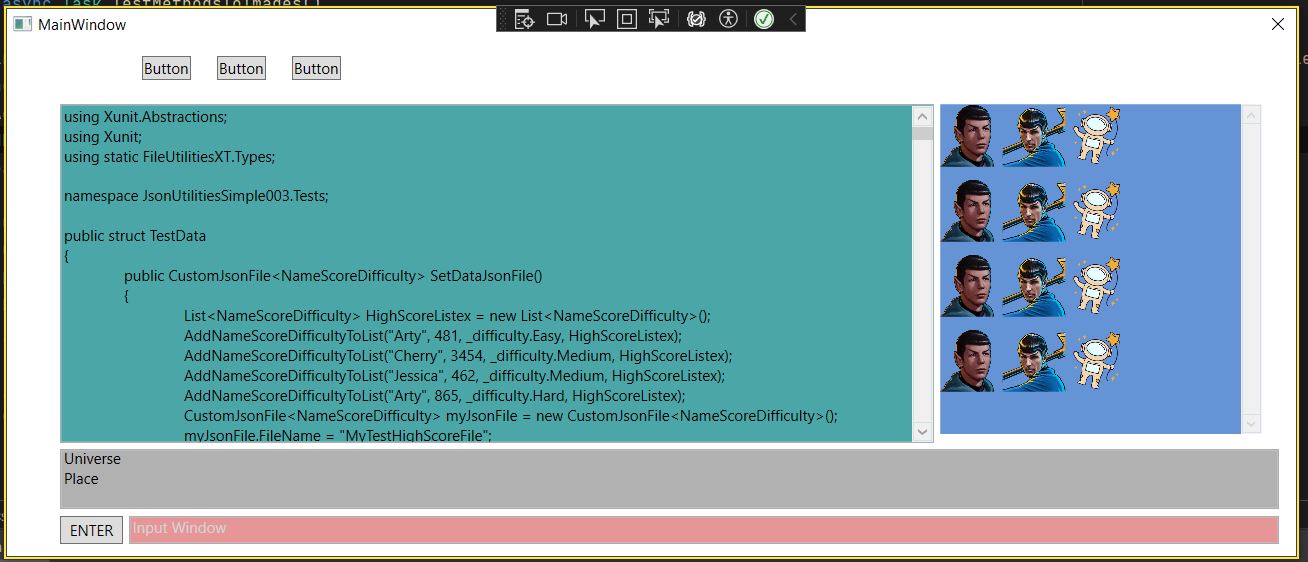 async Task TestMethodsToImages()
MainWindow
Button Button Button
using Xunit.Abstractions;
using Xunit;
using static FileUtilitiesXT.Types;
namespace JsonUtilitiesSimple003.Tests;
public struct TestData
{
public CustomJsonFile<NameScoreDifficulty> SetDataJsonFile()
{
List<NameScoreDifficulty> HighScoreListex = new List<NameScoreDifficulty>();
AddNameScoreDifficultyToList("Arty", 481, _difficulty.Easy, HighScoreListex);
AddNameScoreDifficultyToList("Cherry", 3454, _difficulty.Medium, HighScoreListex);
AddNameScoreDifficultyToList("Jessica", 462, _difficulty.Medium, HighScoreListex);
AddNameScoreDifficultyToList("Arty", 865, _difficulty.Hard, HighScoreListex);
CustomJsonFile<NameScoreDifficulty> myJsonFile = new CustomJsonFile<NameScoreDifficulty>();
myJsonFile.FileName = "MyTestHighScoreFile";
Universe
Place
ENTER Input Window